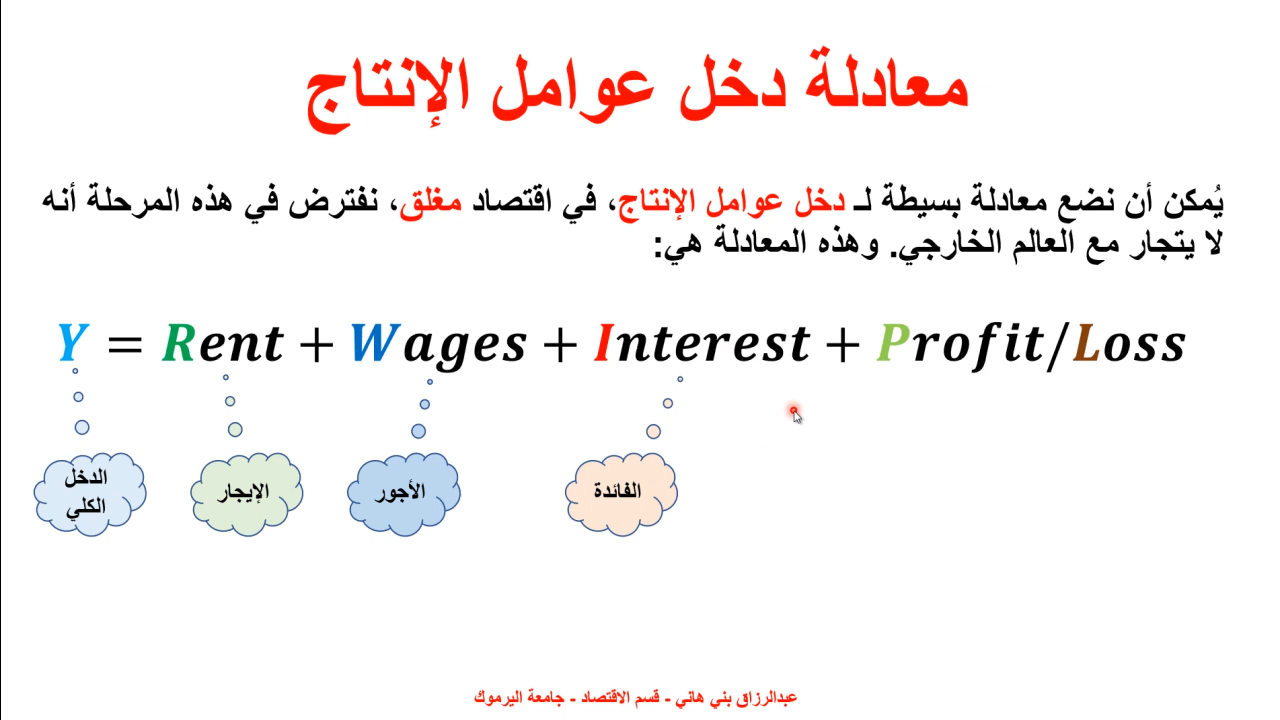 معادلة دخل عوامل الإنتاج
يُمكن أن نضع معادلة بسيطة لـ دخل عوامل الإنتاج، في اقتصاد مغلق، نفترض في هذه المرحلة أنه
لا يتجار مع العالم الخارجي. وهذه المعادلة هي:
Y = Rent + Wages + Interest + Profit/Loss
الدخل
الكلي
الإيجار
الأجور
الفائدة
عبدالرزاق بني هاني - قسم الاقتصاد - جامعة اليرموك